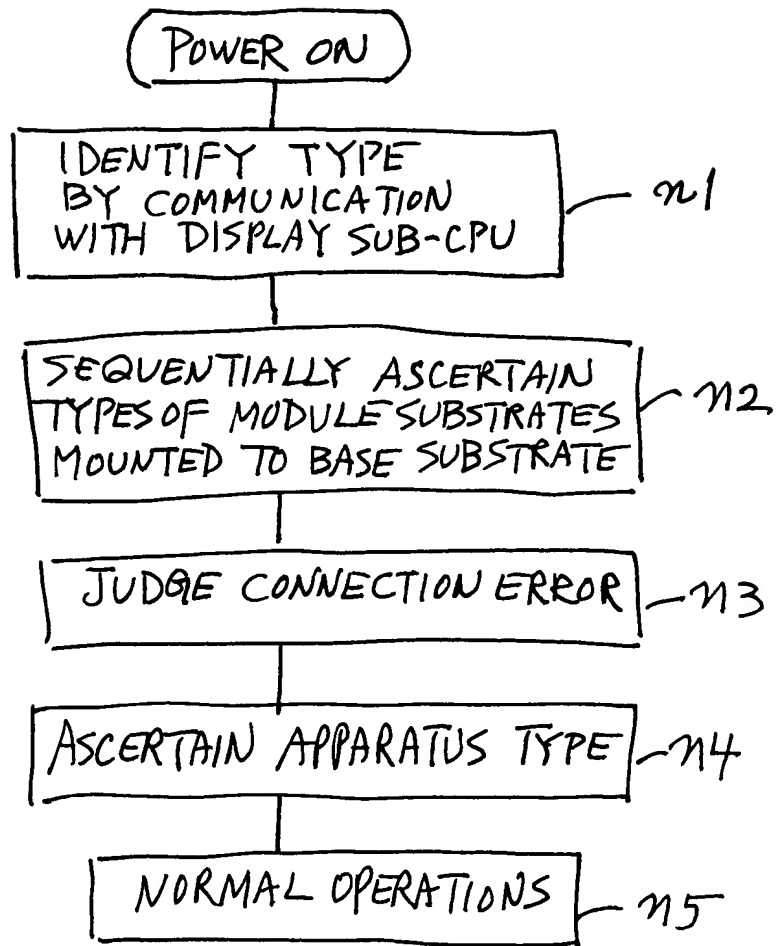 POWER ON
IDENTIFY TYPE
BY COMMUNICATION
WITH DISPLAY SUB-CPU
n1
SEQUENTIALLY ASCERTAIN
TYPES OF MODULE SUBSTRATES
MOUNTED TO BASE SUBSTRATE
n2
JUDGE CONNECTION ERROR
n3
ASCERTAIN APPARATUS TYPE
n4
NORMAL OPERATIONS
n5